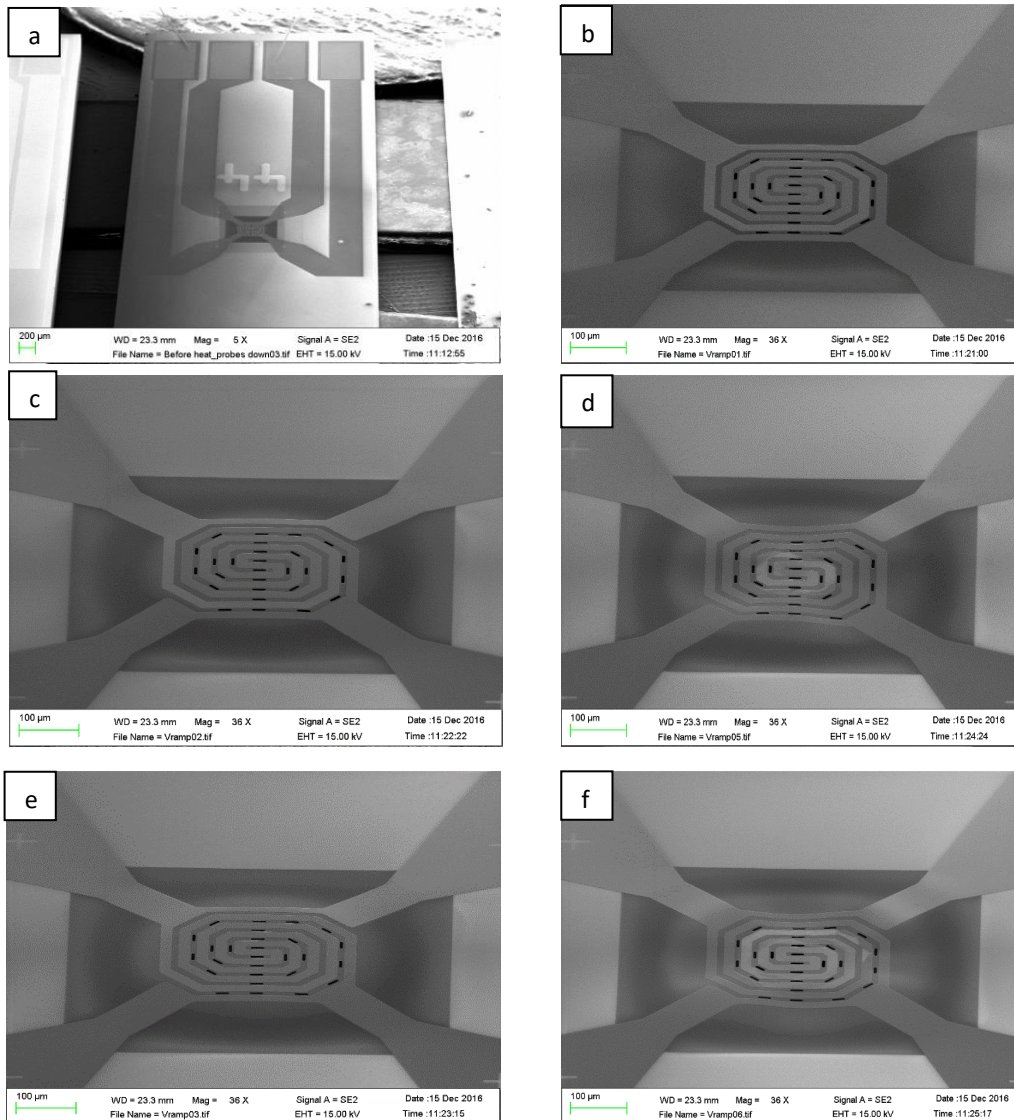 a
200 µm
WD = 23.3 mm Mag = 5 X Signal A = SE2 Date :15 Dec 2016
File Name = Before heat_probes down03.tif EHT = 15.00 kV Time :11:12:55
b
100 µm
WD = 23.3 mm Mag = 36 X Signal A = SE2 Date :15 Dec 2016
File Name = Vramp01.tif EHT = 15.00 kV Time :11:21:00
c
100 µm
WD = 23.3 mm Mag = 36 X Signal A = SE2 Date :15 Dec 2016
File Name = Vramp02.tif EHT = 15.00 kV Time :11:22:22
d
100 µm
WD = 23.3 mm Mag = 36 X Signal A = SE2 Date :15 Dec 2016
File Name = Vramp05.tif EHT = 15.00 kV Time :11:24:24
e
100 µm
WD = 23.3 mm Mag = 36 X Signal A = SE2 Date :15 Dec 2016
File Name = Vramp03.tif EHT = 15.00 kV Time :11:23:15
f
100 µm
WD = 23.3 mm Mag = 36 X Signal A = SE2 Date :15 Dec 2016
File Name = Vramp06.tif EHT = 15.00 kV Time :11:25:17